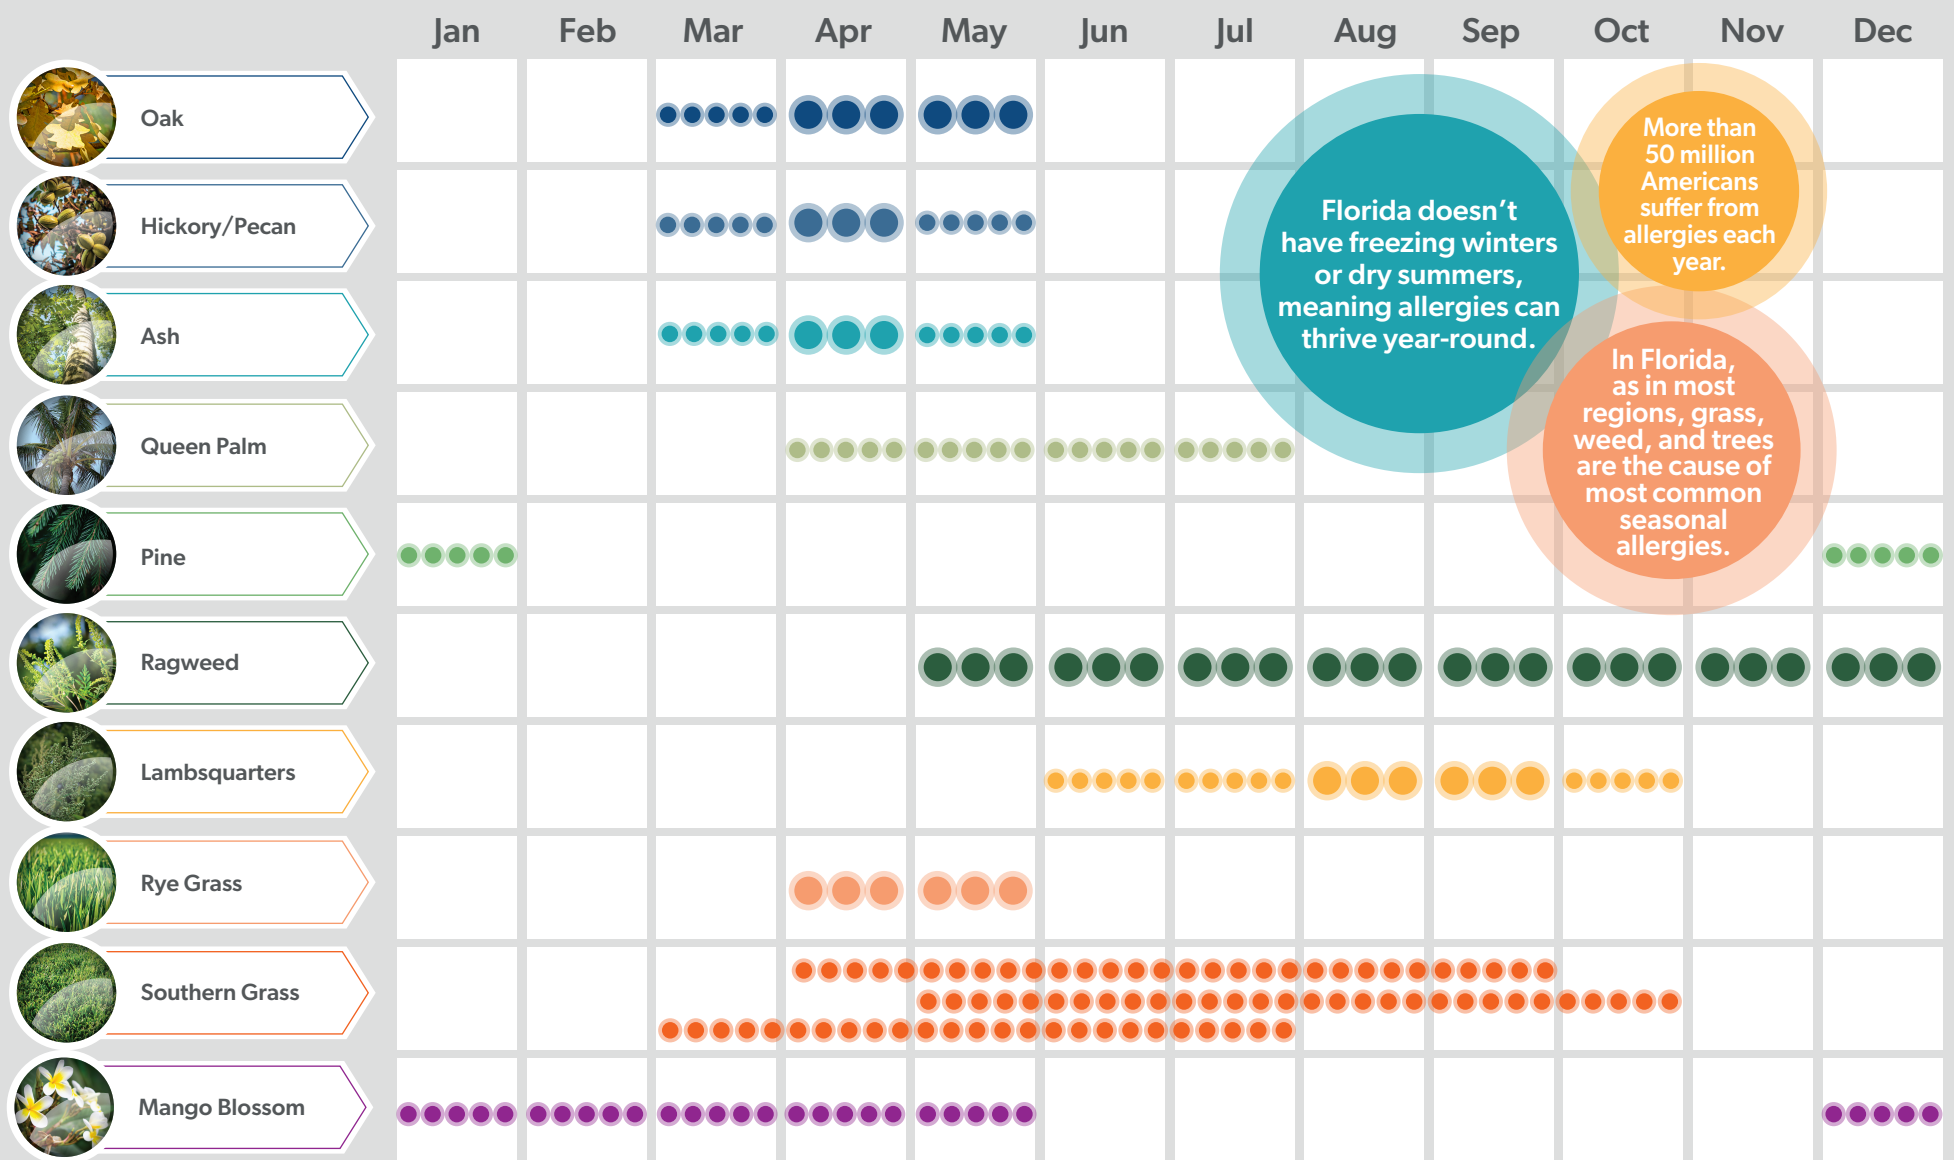 Jan Feb Mar Apr May Jun Jul Aug Sep Oct Nov Dec
Oak
Hickory/Pecan
Ash
Queen Palm
Pine
Ragweed
Lambsquarters
Rye Grass
Southern Grass
Mango Blossom
Florida doesn't
have freezing winters
or dry summers,
meaning allergies can
thrive year-round.
More than
50 million
Americans
suffer from
allergies each
year.
In Florida,
as in most
regions, grass,
weed, and trees
are the cause of
most common
seasonal
allergies.